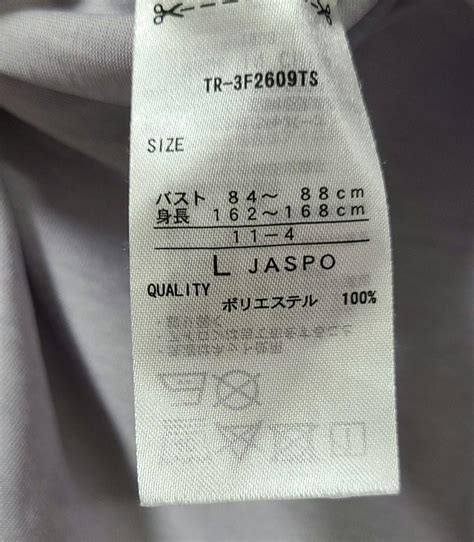 TR-3F2609TS
SIZE
バスト 84～ 88cm
身長 162～168cm
11-4
L JASPO
QUALITY
ポリエステル 100%